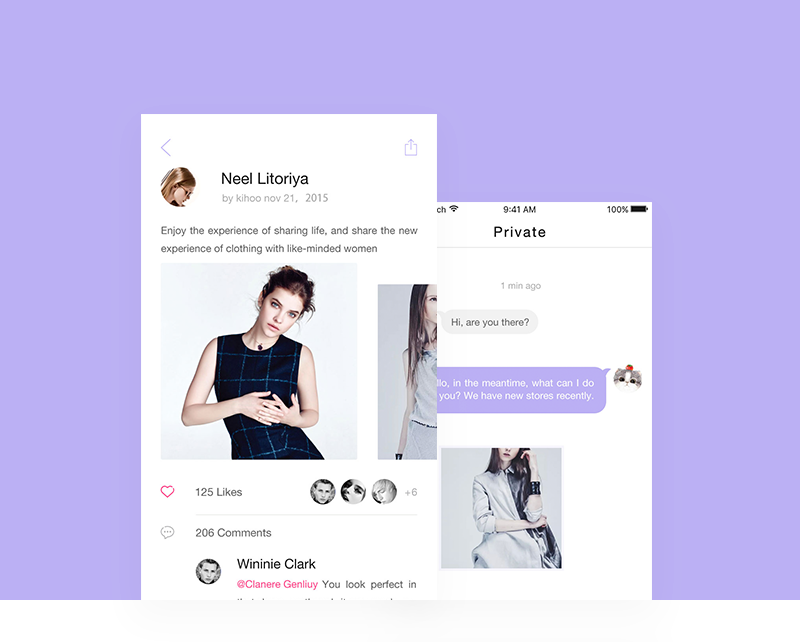 Neel Litoriya
by kihoo nov 21, 2015
Enjoy the experience of sharing life, and share the new
experience of clothing with like-minded women
125 Likes
+6
206 Comments
Wininie Clark
@Clanere Genliuy You look perfect in
ch 9:41 AM 100%
Private
1 min ago
Hi, are you there?
llo, in the meantime, what can I do
you? We have new stores recently.